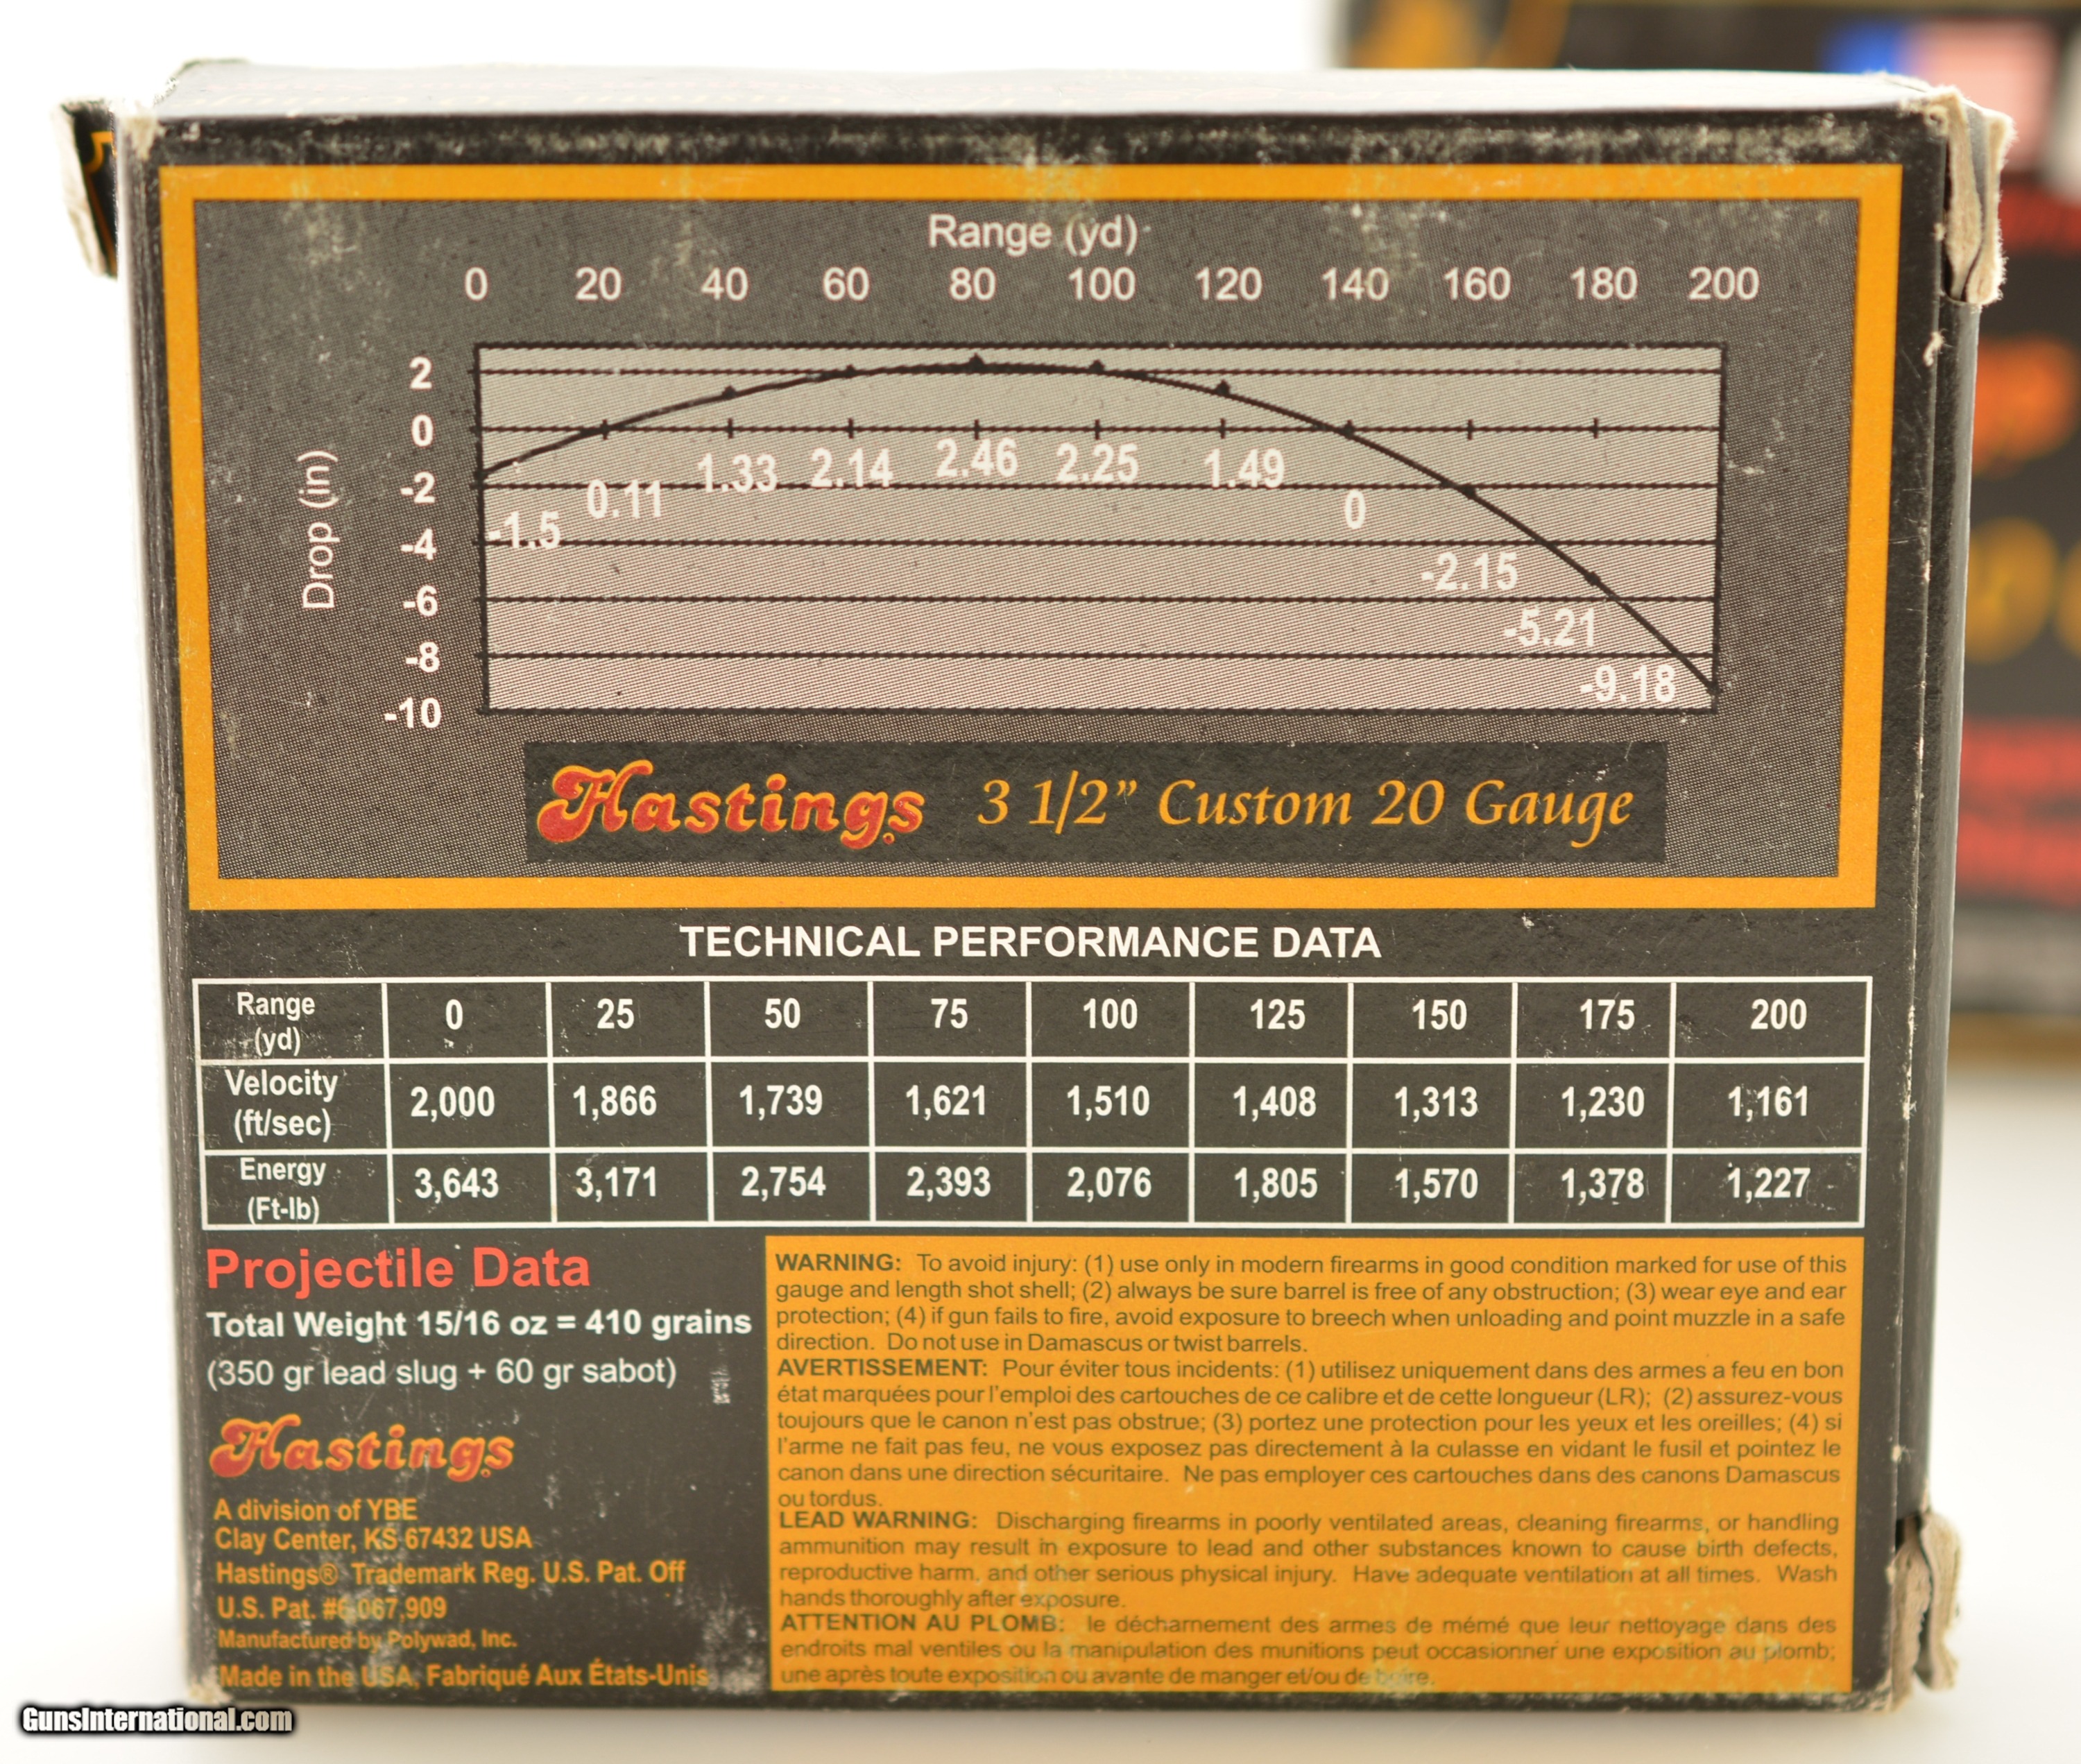 Range (yd)
0 20 40 60 80 100 120 140 160 180 200
Drop (in)
2
0
-2
-4
-6
-8
-10
-1.5 0.11 1.33 2.14 2.46 2.25 1.49 0 -2.15 -5.21 -9.18
Hastings 3 1/2” Custom 20 Gauge
TECHNICAL PERFORMANCE DATA
Range (yd) 0 25 50 75 100 125 150 175 200
Velocity (ft/sec) 2,000 1,866 1,739 1,621 1,510 1,408 1,313 1,230 1,161
Energy (Ft-lb) 3,643 3,171 2,754 2,393 2,076 1,805 1,570 1,378 1,227
Projectile Data
Total Weight 15/16 oz = 410 grains
(350 gr lead slug + 60 gr sabot)
Hastings
A division of YBE
Clay Center, KS 67432 USA
Hastings® Trademark Reg. U.S. Pat. Off
U.S. Pat. #6,067,909
Manufactured by Polywad, Inc.
Made in the USA, Fabriqué Aux États-Unis
WARNING: To avoid injury: (1) use only in modern firearms in good condition marked for use of this
gauge and length shot shell; (2) always be sure barrel is free of any obstruction; (3) wear eye and ear
protection; (4) if gun fails to fire, avoid exposure to breech when unloading and point muzzle in a safe
direction. Do not use in Damascus or twist barrels.
AVERTISSEMENT: Pour éviter tous incidents: (1) utilisez uniquement dans des armes a feu en bon
état marquées pour l'emploi des cartouches de ce calibre et de cette longueur (LR); (2) assurez-vous
toujours que le canon n'est pas obstrue; (3) portez une protection pour les yeux et les oreilles; (4) si
l'arme ne fait pas feu, ne vous exposez pas directement à la culasse en vidant le fusil et pointez le
canon dans une direction sécuritaire. Ne pas employer ces cartouches dans des canons Damascus
ou tordus.
LEAD WARNING: Discharging firearms in poorly ventilated areas, cleaning firearms, or handling
ammunition may result in exposure to lead and other substances known to cause birth defects,
reproductive harm, and other serious physical injury. Have adequate ventilation at all times. Wash
hands thoroughly after exposure.
ATTENTION AU PLOMB: le décharnement des armes de mémé que leur nettoyage dans des
endroits mal ventiles ou la manipulation des munitions peut occasionner une exposition au plomb;
une après toute exposition ou avante de manger et/ou de boire.
GunsInternational.com